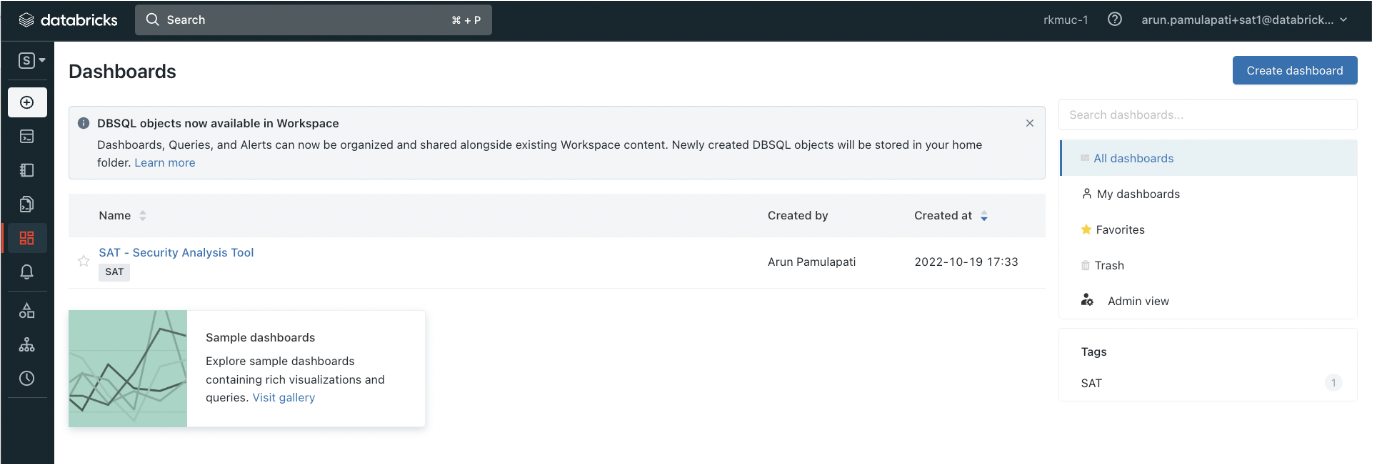 databricks
Search
⌘ + P
rkmuc-1
arun.pamulapati+sat1@databrick...
S
Dashboards
Create dashboard
DBSQL objects now available in Workspace
Dashboards, Queries, and Alerts can now be organized and shared alongside existing Workspace content. Newly created DBSQL objects will be stored in your home
folder. Learn more
Name
Created by
Created at
SAT - Security Analysis Tool
SAT
Arun Pamulapati
2022-10-19 17:33
Sample dashboards
Explore sample dashboards
containing rich visualizations and
queries. Visit gallery
Search dashboards...
All dashboards
My dashboards
Favorites
Trash
Admin view
Tags
SAT
1